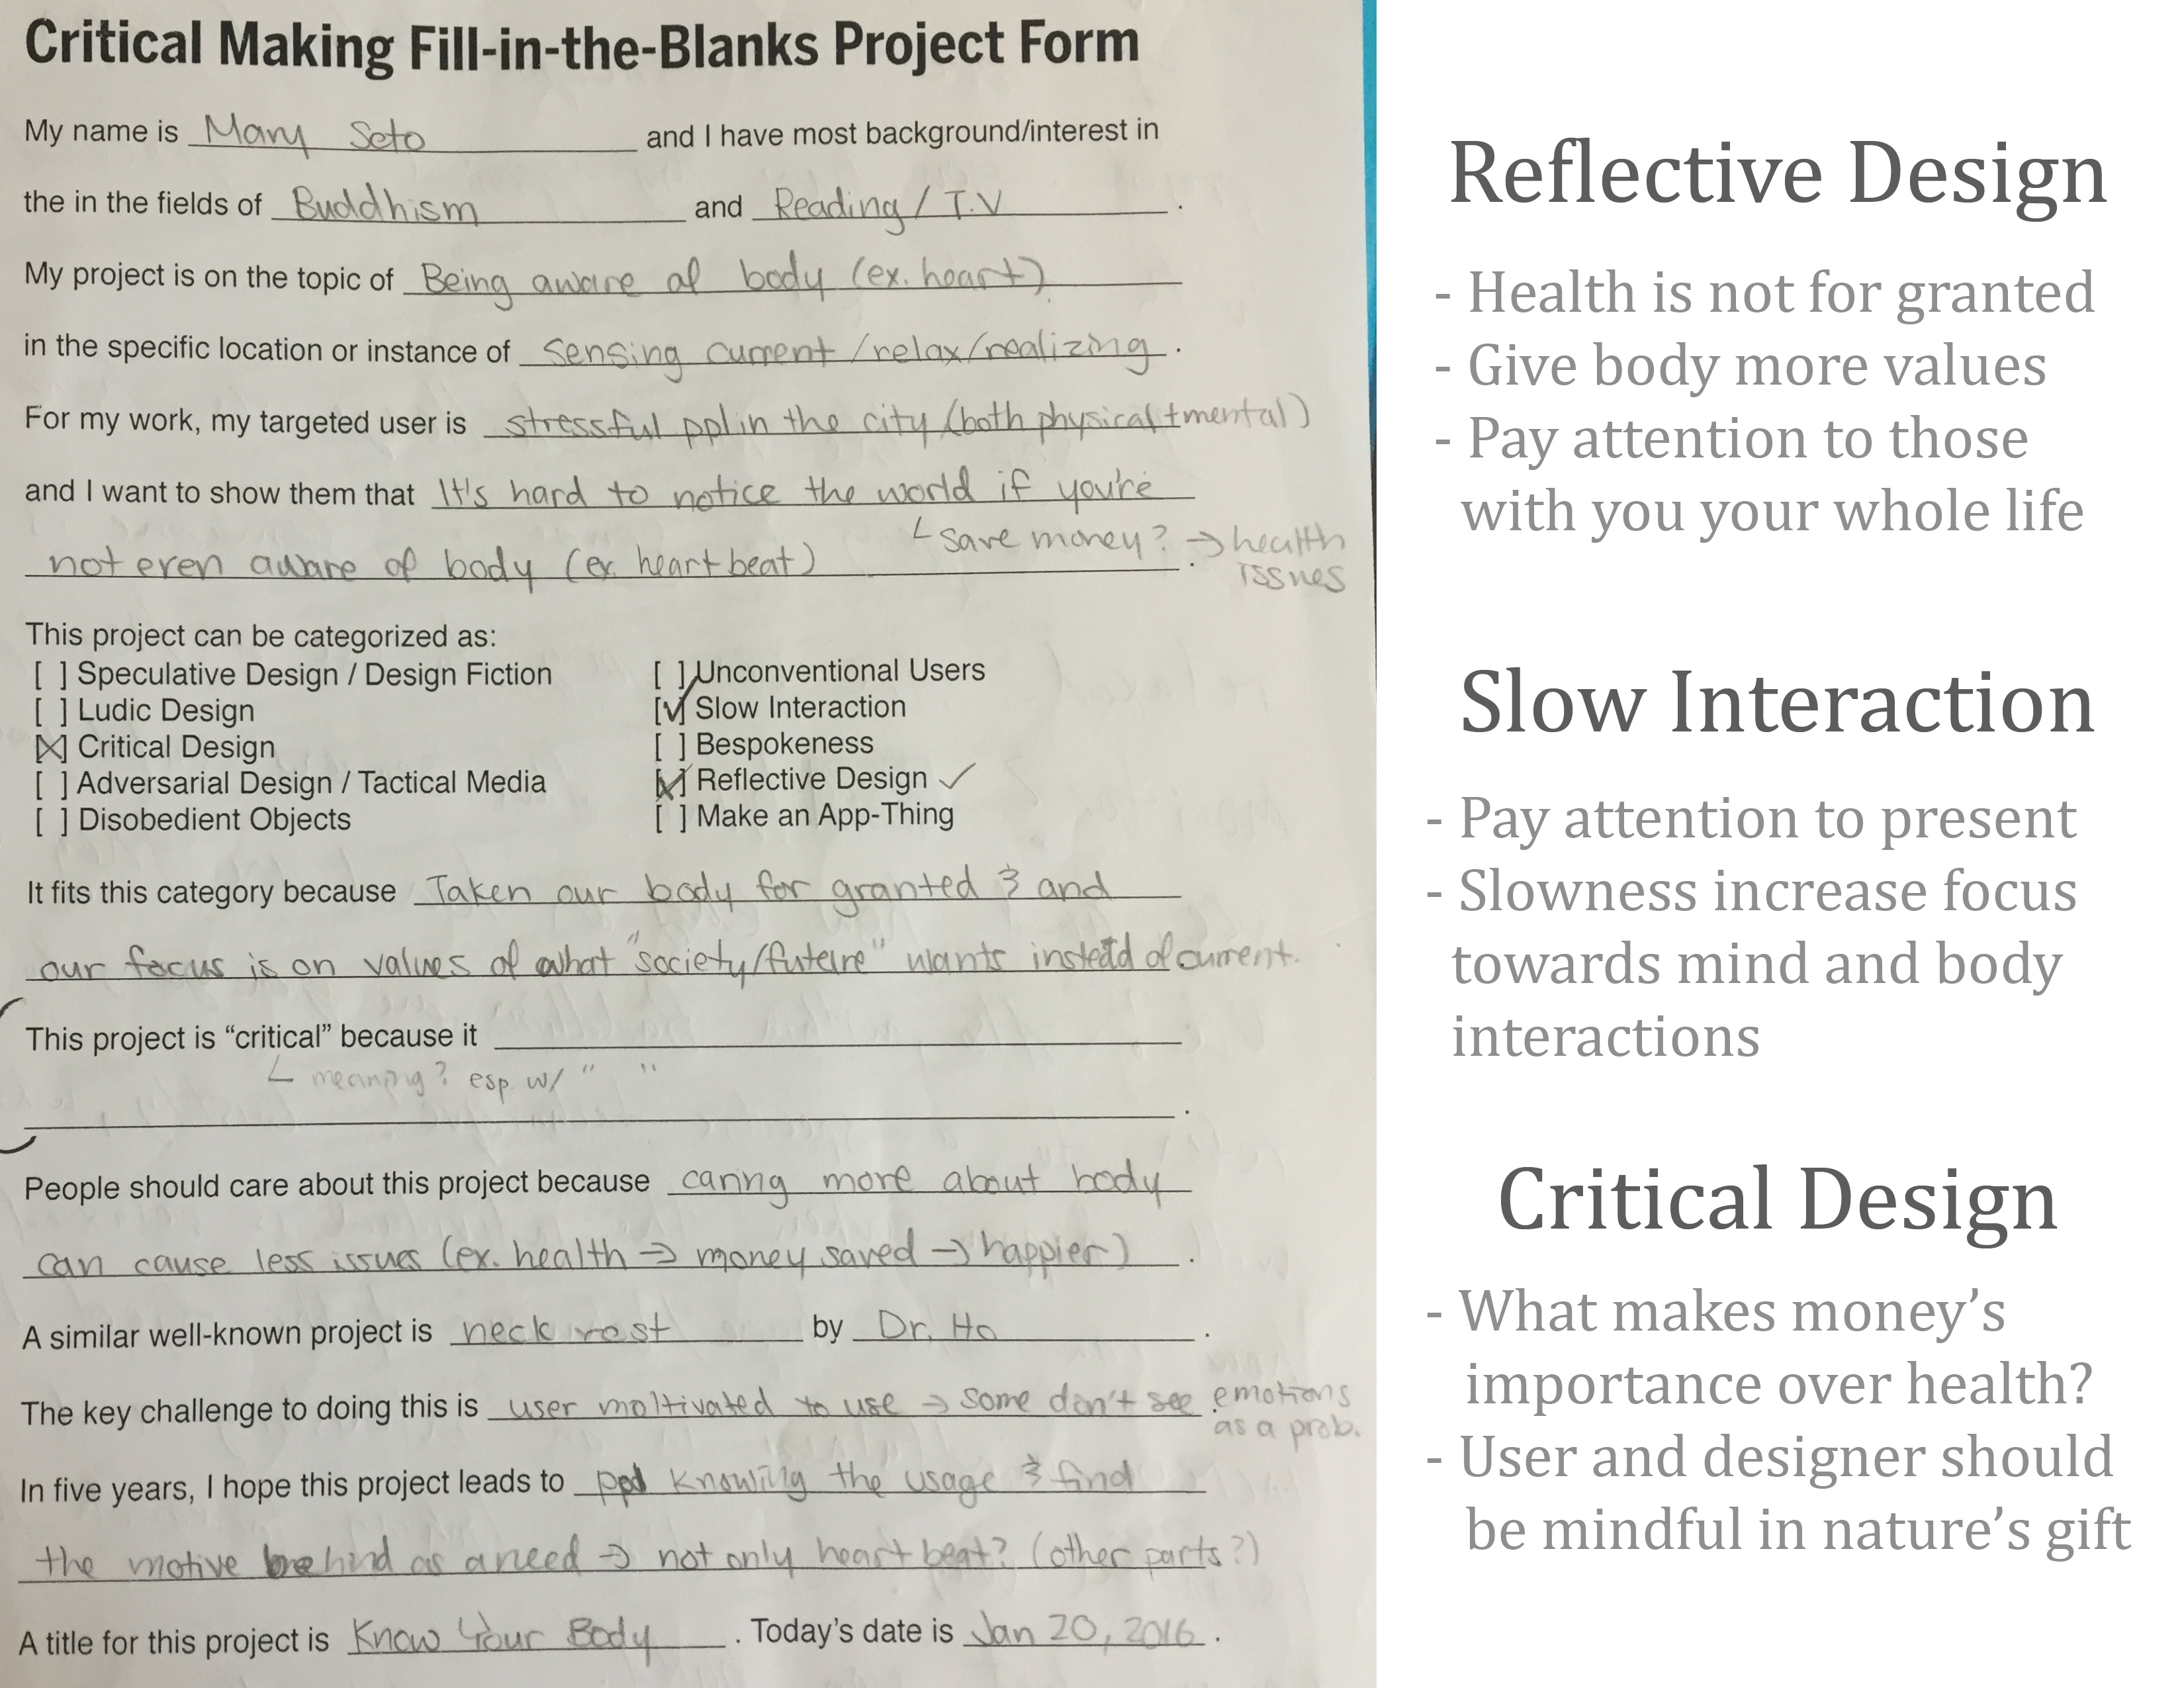 Critical Making Fill-in-the-Blanks Project Form
My name is Mary Seto and I have most background/interest in
the in the fields of Buddhism and Reading / T.V .
My project is on the topic of Being aware of body (ex. heart)
in the specific location or instance of sensing current /relax/realizing .
For my work, my targeted user is stressful ppl in the city (both physical + mental)
and I want to show them that It's hard to notice the world if you're
└ save money? → health
not even aware of body (ex. heart beat) .
issues
This project can be categorized as:
[ ] Speculative Design / Design Fiction
[ ] Ludic Design
[X] Critical Design
[ ] Adversarial Design / Tactical Media
[ ] Disobedient Objects
[ ] Unconventional Users
[✓] Slow Interaction
[ ] Bespokeness
[X] Reflective Design ✓
[ ] Make an App-Thing
It fits this category because Taken our body for granted & and
our focus is on values of what "society/future" wants instead of current.
This project is “critical” because it
└ meaning? esp. w/ " "
.
People should care about this project because caring more about body
can cause less issues (ex. health → money saved → happier) .
A similar well-known project is neck rest by Dr. Ho .
The key challenge to doing this is user moltivated to use → some don't see . emotions
as a prob.
In five years, I hope this project leads to ppl knowing the usage & find
the motive behind as a need → not only heart beat? (other parts?)
A title for this project is Know Your Body . Today’s date is Jan 20, 2016 .
Reflective Design
- Health is not for granted
- Give body more values
- Pay attention to those
with you your whole life
Slow Interaction
- Pay attention to present
- Slowness increase focus
towards mind and body
interactions
Critical Design
- What makes money’s
importance over health?
- User and designer should
be mindful in nature’s gift